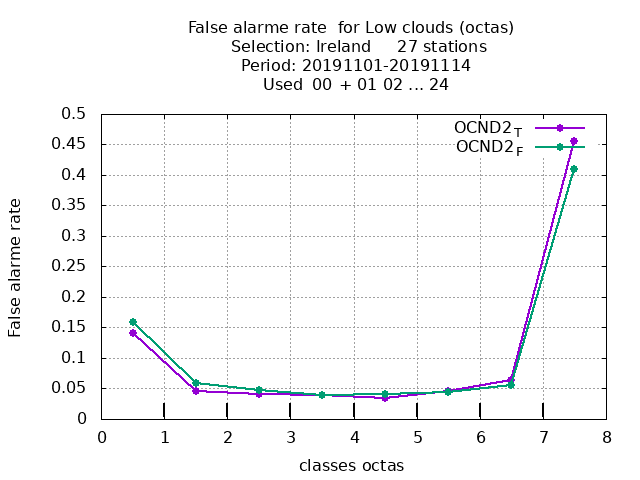 False alarme rate  for Low clouds (octas)
Selection: Ireland     27 stations
Period: 20191101-20191114
Used  00 + 01 02 ... 24
OCND2T
OCND2F
0.5
0.45
0.4
0.35
0.3
0.25
0.2
0.15
0.1
0.05
0
False alarme rate
0 1 2 3 4 5 6 7 8
classes octas